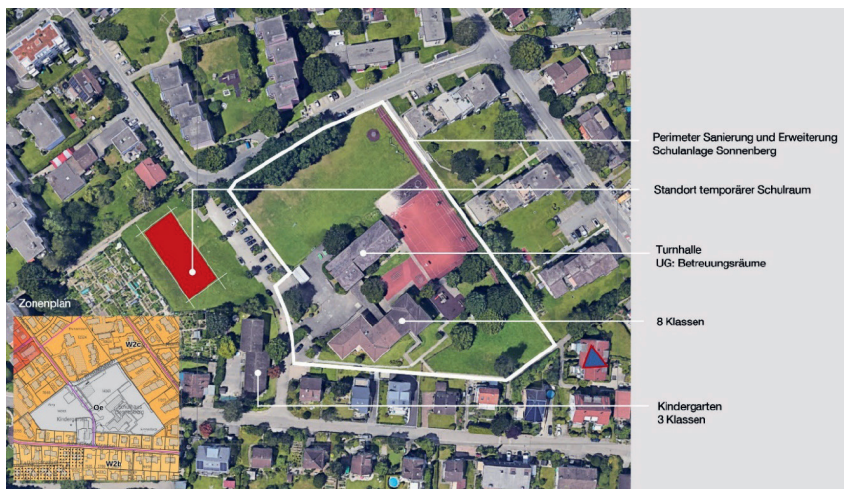 Perimeter Sanierung und Erweiterung
Schulanlage Sonnenberg
Standort temporärer Schulraum
Turnhalle
UG: Betreuungsräume
8 Klassen
Kindergarten
3 Klassen
Zonenplan
W2c
Oe
Kindergarten
W2b